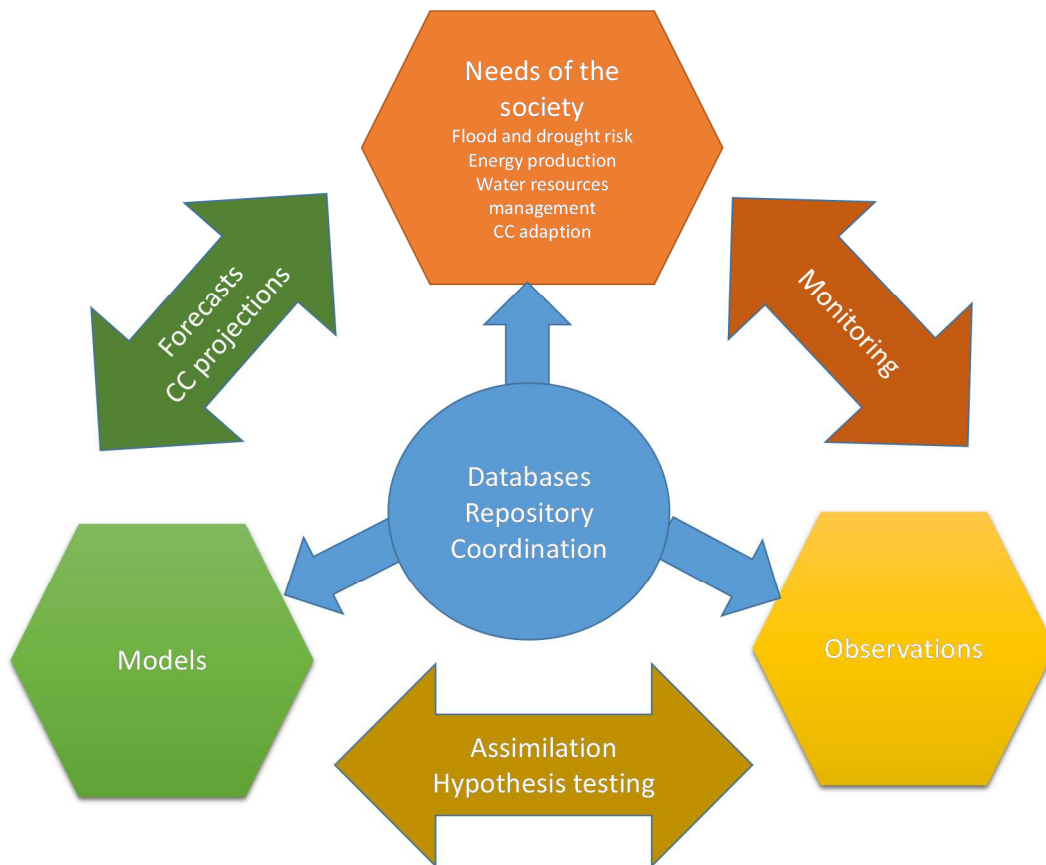 Needs of the
society
Flood and drought risk
Energy production
Water resources
management
CC adaption
Forecasts
CC projections
Monitoring
Databases
Repository
Coordination
Models
Observations
Assimilation
Hypothesis testing